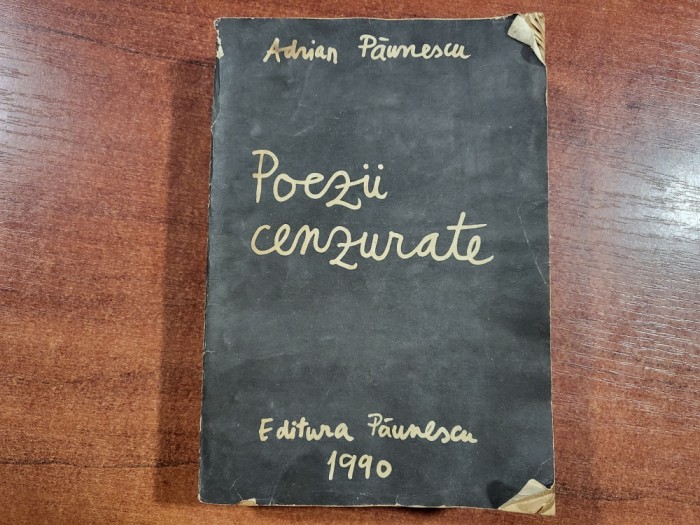 Adrian Păunescu
Poezii
cenzurate
Editura Păunescu
1990